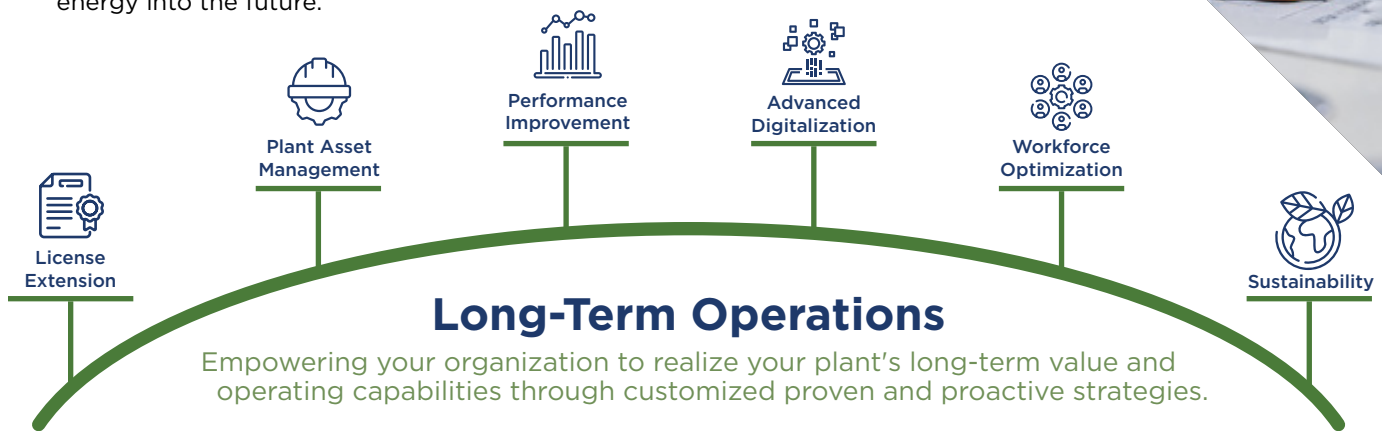 energy into the future.
License
Extension
Plant Asset
Management
Performance
Improvement
Advanced
Digitalization
Workforce
Optimization
Sustainability
Long-Term Operations
Empowering your organization to realize your plant's long-term value and
operating capabilities through customized proven and proactive strategies.